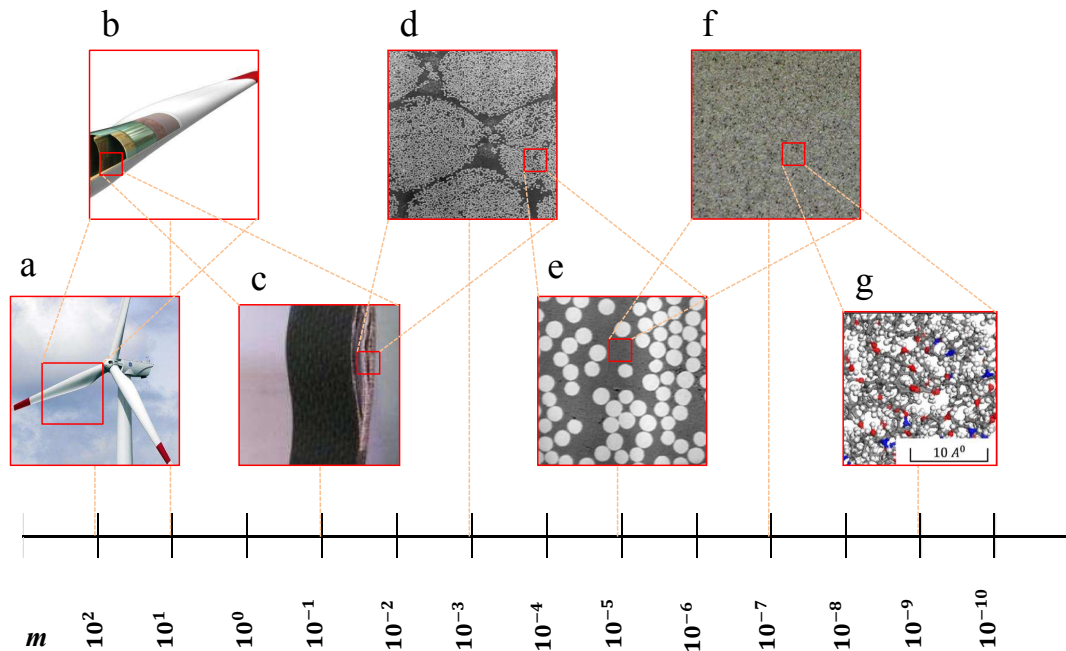 b
d
f
a
c
e
g
10 A⁰
m
10²
10¹
10⁰
10⁻¹
10⁻²
10⁻³
10⁻⁴
10⁻⁵
10⁻⁶
10⁻⁷
10⁻⁸
10⁻⁹
10⁻¹⁰